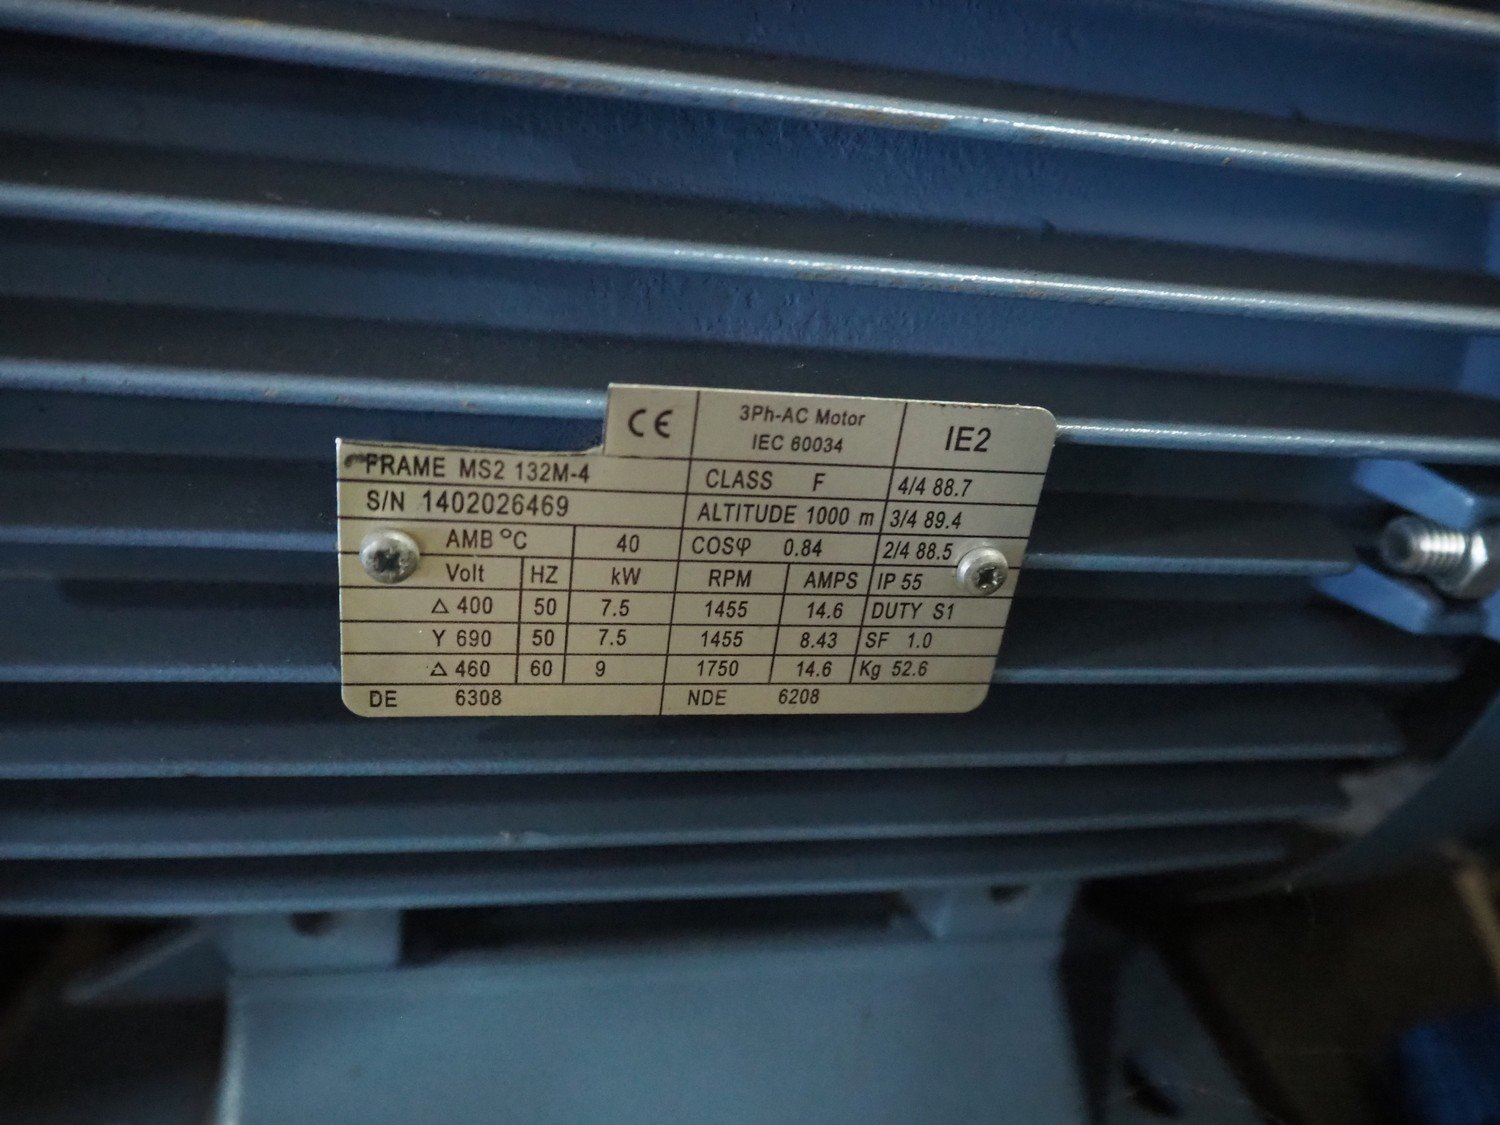 CE 3Ph-AC Motor IE2
IEC 60034
FRAME MS2 132M-4 CLASS F 4/4 88.7
S/N 1402026469 ALTITUDE 1000 m 3/4 89.4
AMB °C 40 COSφ 0.84 2/4 88.5
Volt HZ kW RPM AMPS IP 55
Δ 400 50 7.5 1455 14.6 DUTY S1
Y 690 50 7.5 1455 8.43 SF 1.0
Δ 460 60 9 1750 14.6 Kg 52.6
DE 6308 NDE 6208